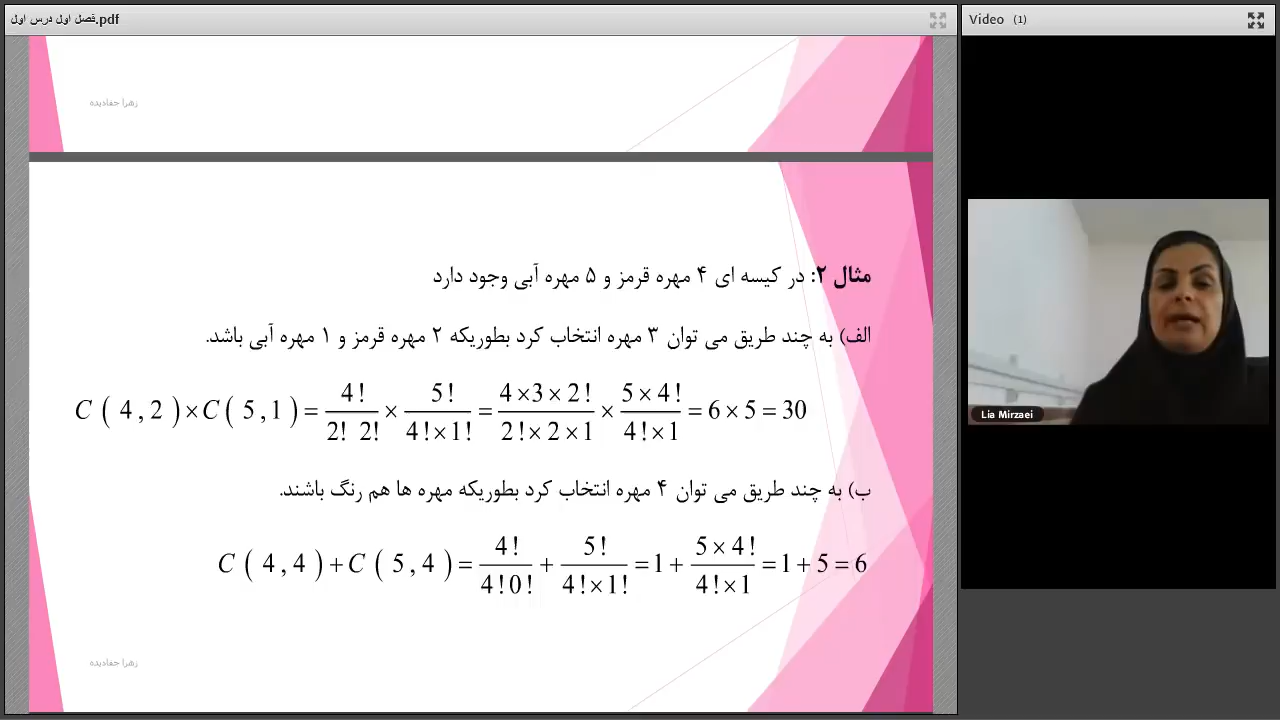 فصل اول درس اول.pdf
Video (1)
زهرا جفادیده
مثال ۲: در کیسه ای ۴ مهره قرمز و ۵ مهره آبی وجود دارد
الف) به چند طریق می توان ۳ مهره انتخاب کرد بطوریکه ۲ مهره قرمز و ۱ مهره آبی باشد.
C ( 4 , 2 ) × C ( 5 , 1 ) = 4! / 2! 2! × 5! / 4! × 1! = 4 × 3 × 2! / 2! × 2 × 1 × 5 × 4! / 4! × 1 = 6 × 5 = 30
Lia Mirzaei
ب) به چند طریق می توان ۴ مهره انتخاب کرد بطوریکه مهره ها هم رنگ باشند.
C ( 4 , 4 ) + C ( 5 , 4 ) = 4! / 4! 0! + 5! / 4! × 1! = 1 + 5 × 4! / 4! × 1 = 1 + 5 = 6
زهرا جفادیده